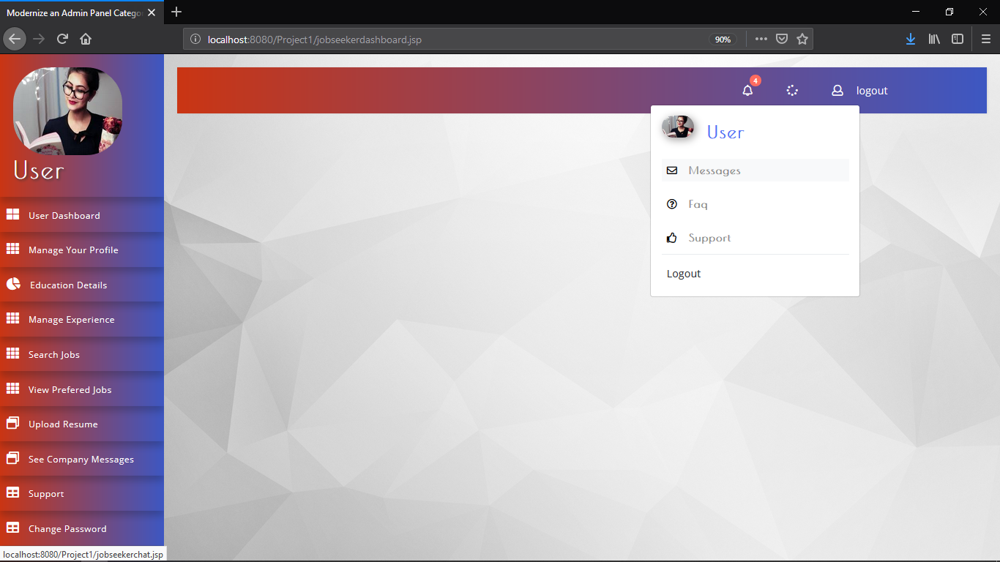 Modernize an Admin Panel Catego
localhost:8080/Project1/jobseekerdashboard.jsp
90%
4
logout
User
User Dashboard
Manage Your Profile
Education Details
Manage Experience
Search Jobs
View Prefered Jobs
Upload Resume
See Company Messages
Support
Change Password
User
Messages
Faq
Support
Logout
localhost:8080/Project1/jobseekerchat.jsp